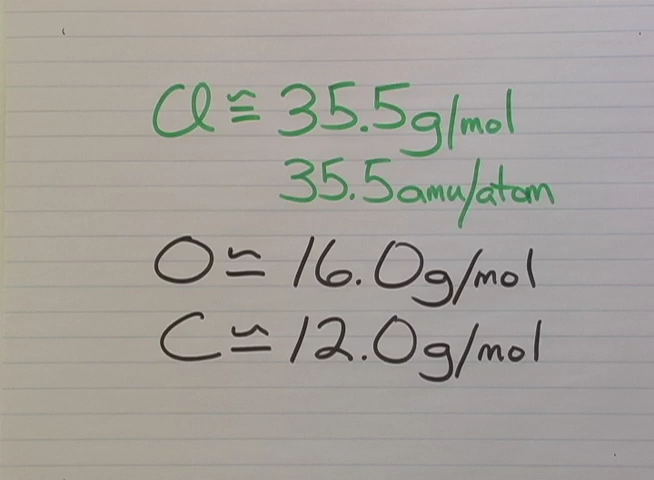 Cl ≅ 35.5g/mol
35.5amu/atom
O ≃ 16.0g/mol
C ≃ 12.0g/mol